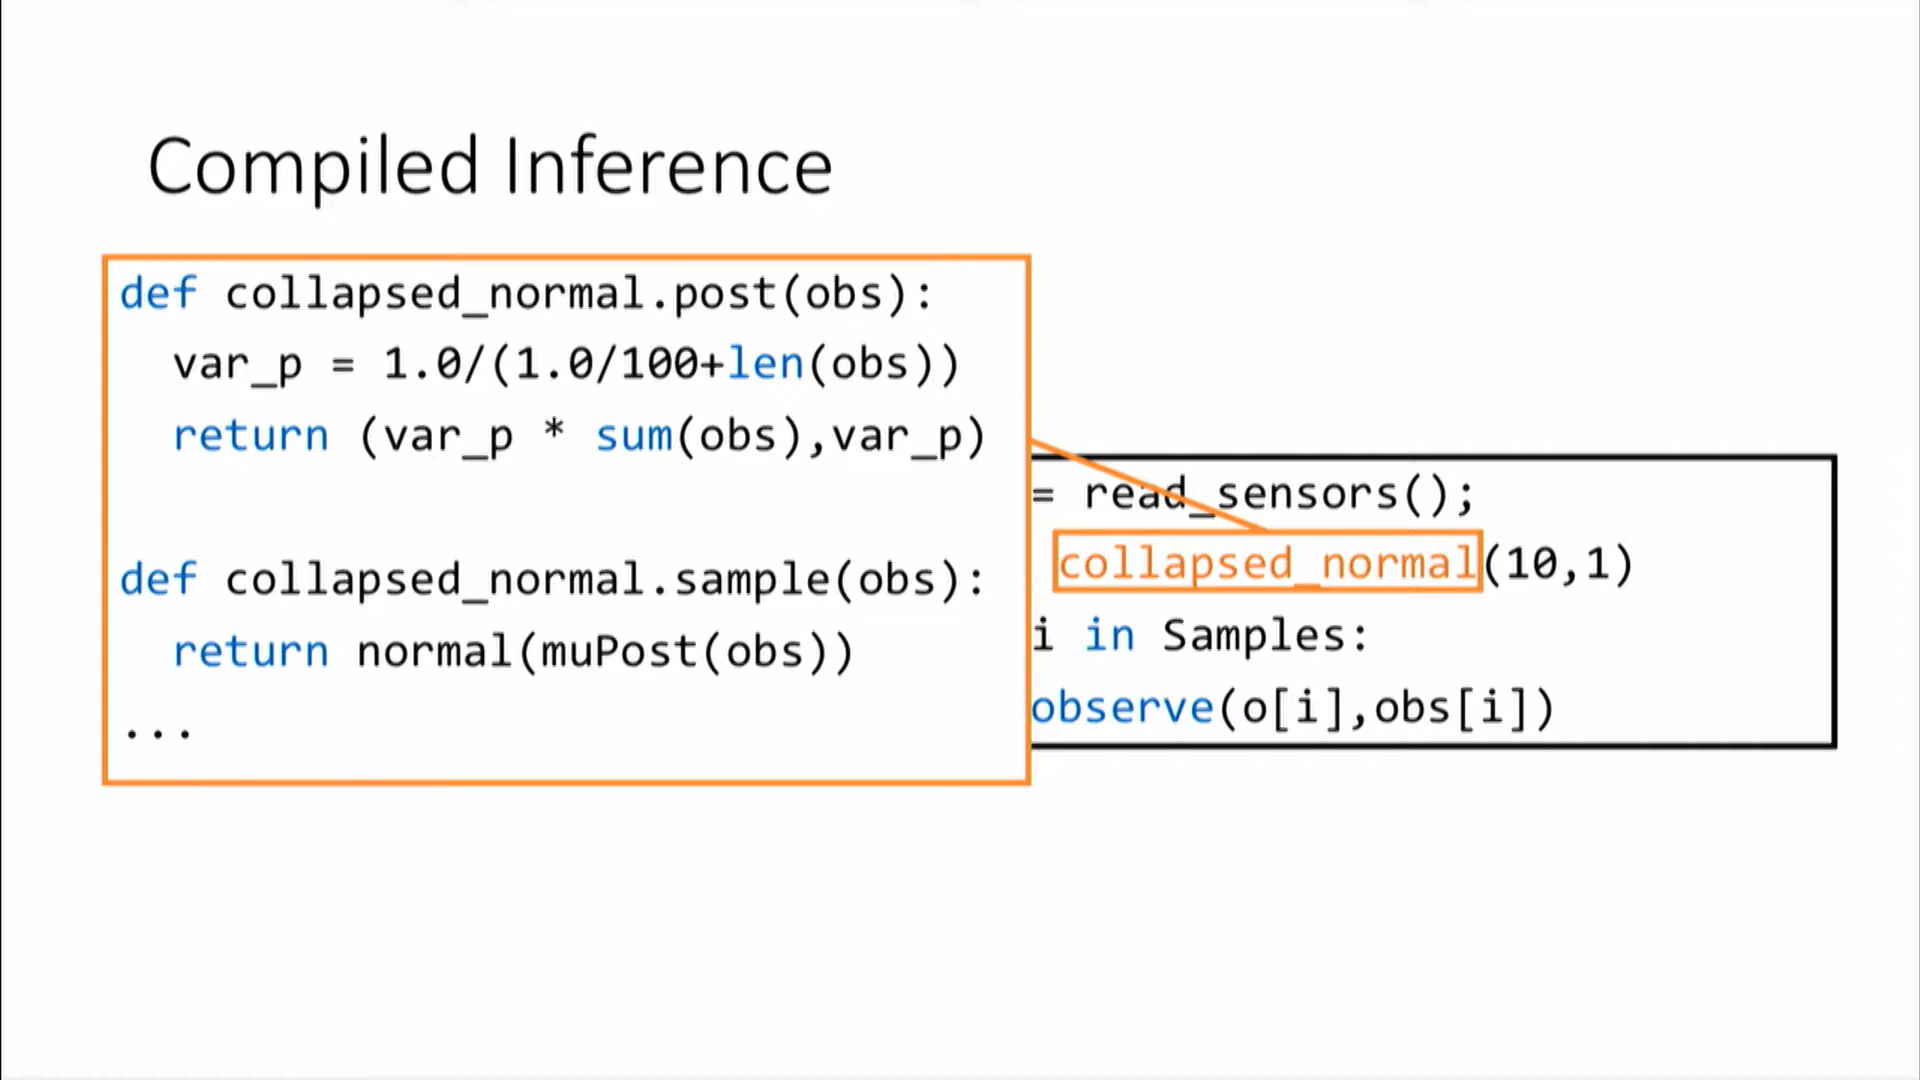 Compiled Inference
def collapsed_normal.post(obs):
var_p = 1.0/(1.0/100+len(obs))
return (var_p * sum(obs),var_p)
def collapsed_normal.sample(obs):
return normal(muPost(obs))
...
= read_sensors();
collapsed_normal(10,1)
i in Samples:
observe(o[i],obs[i])